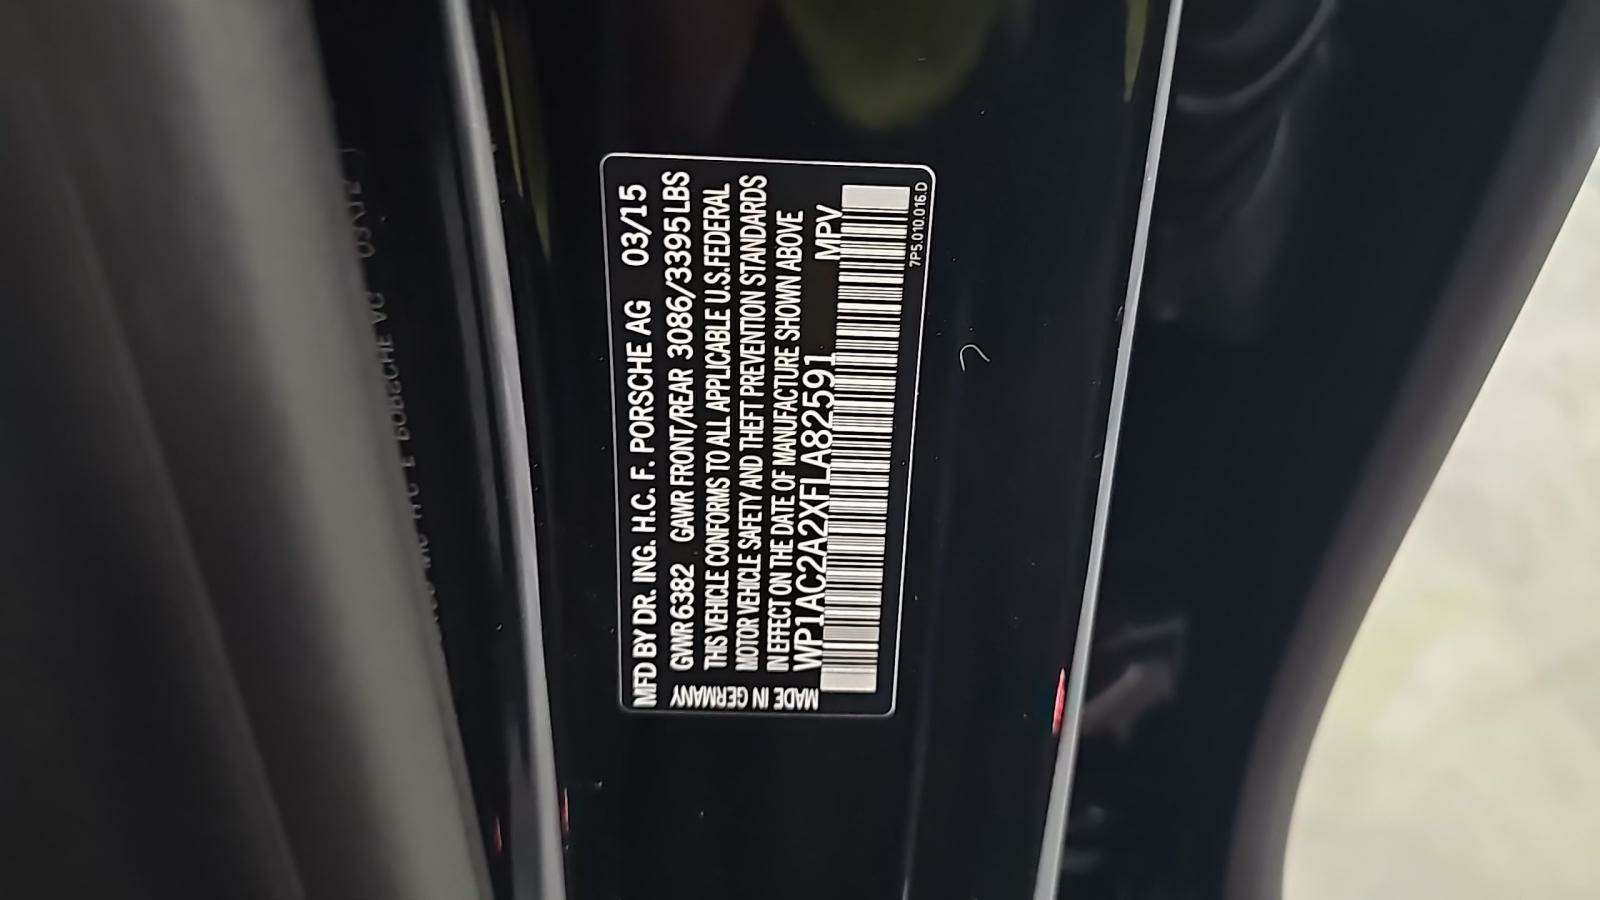 MFD BY DR. ING. H.C. F. PORSCHE AG 03/15
GVWR 6382 GAWR FRONT/REAR 3086/3395 LBS
THIS VEHICLE CONFORMS TO ALL APPLICABLE U.S.FEDERAL
MOTOR VEHICLE SAFETY AND THEFT PREVENTION STANDARDS
IN EFFECT ON THE DATE OF MANUFACTURE SHOWN ABOVE
WP1AC2A2XFLA82591 MPV
MADE IN GERMANY
7P5.010.016.D